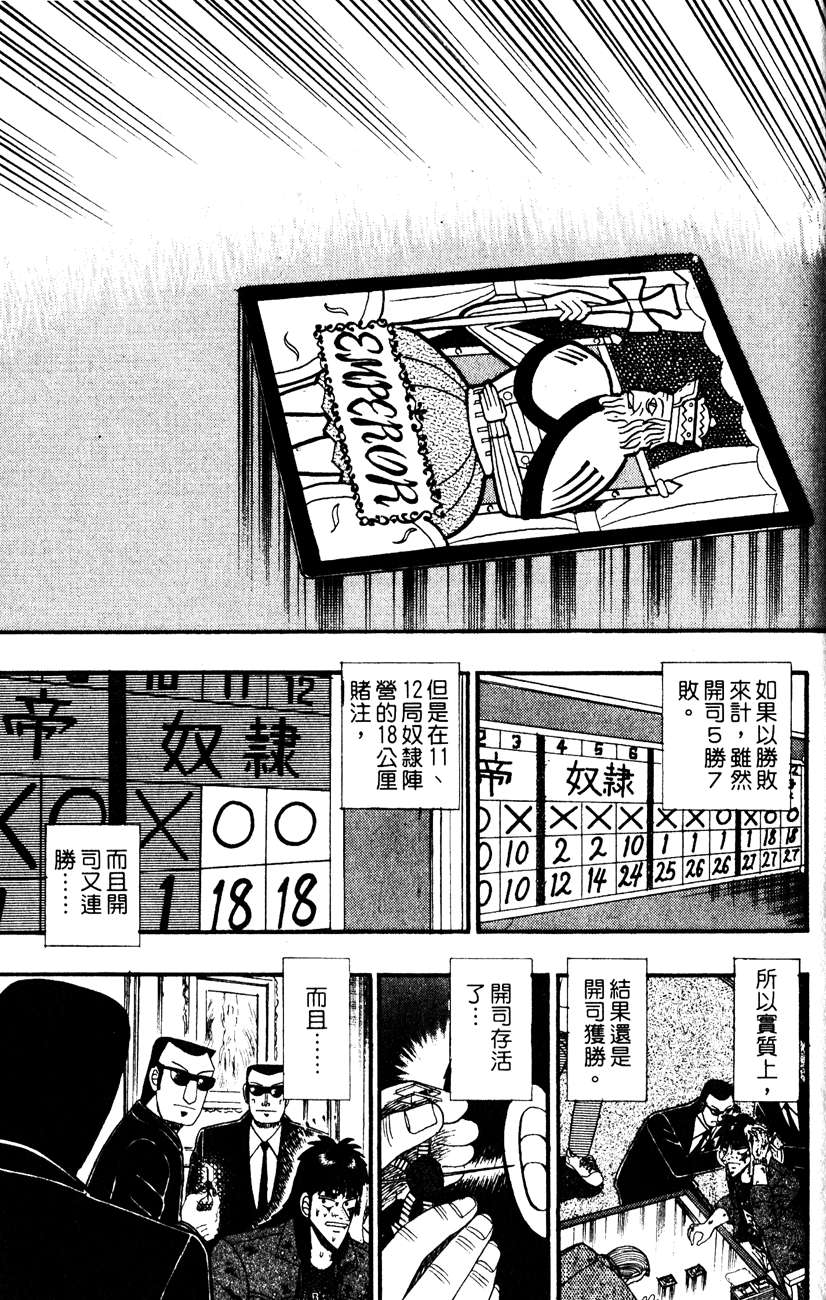 EMPEROR
如果以勝敗
來計，雖然
開司5勝7
敗。
2 3 4 5 6
帝 奴隸
○ X X X X X X ○ X ○ ○
○ 10 2 2 10 1 1 1 1 18 18
○ 10 12 14 24 25 26 26 27 27 27
但是在11、
12局奴隸陣
營的18公厘
賭注，
10 11 12
帝 奴隸
X ○ X ○ ○
1 1 18 18
而且開
司又連
勝……
所以實質上，
結果還是
開司獲勝。
開司存活
了…
而且……